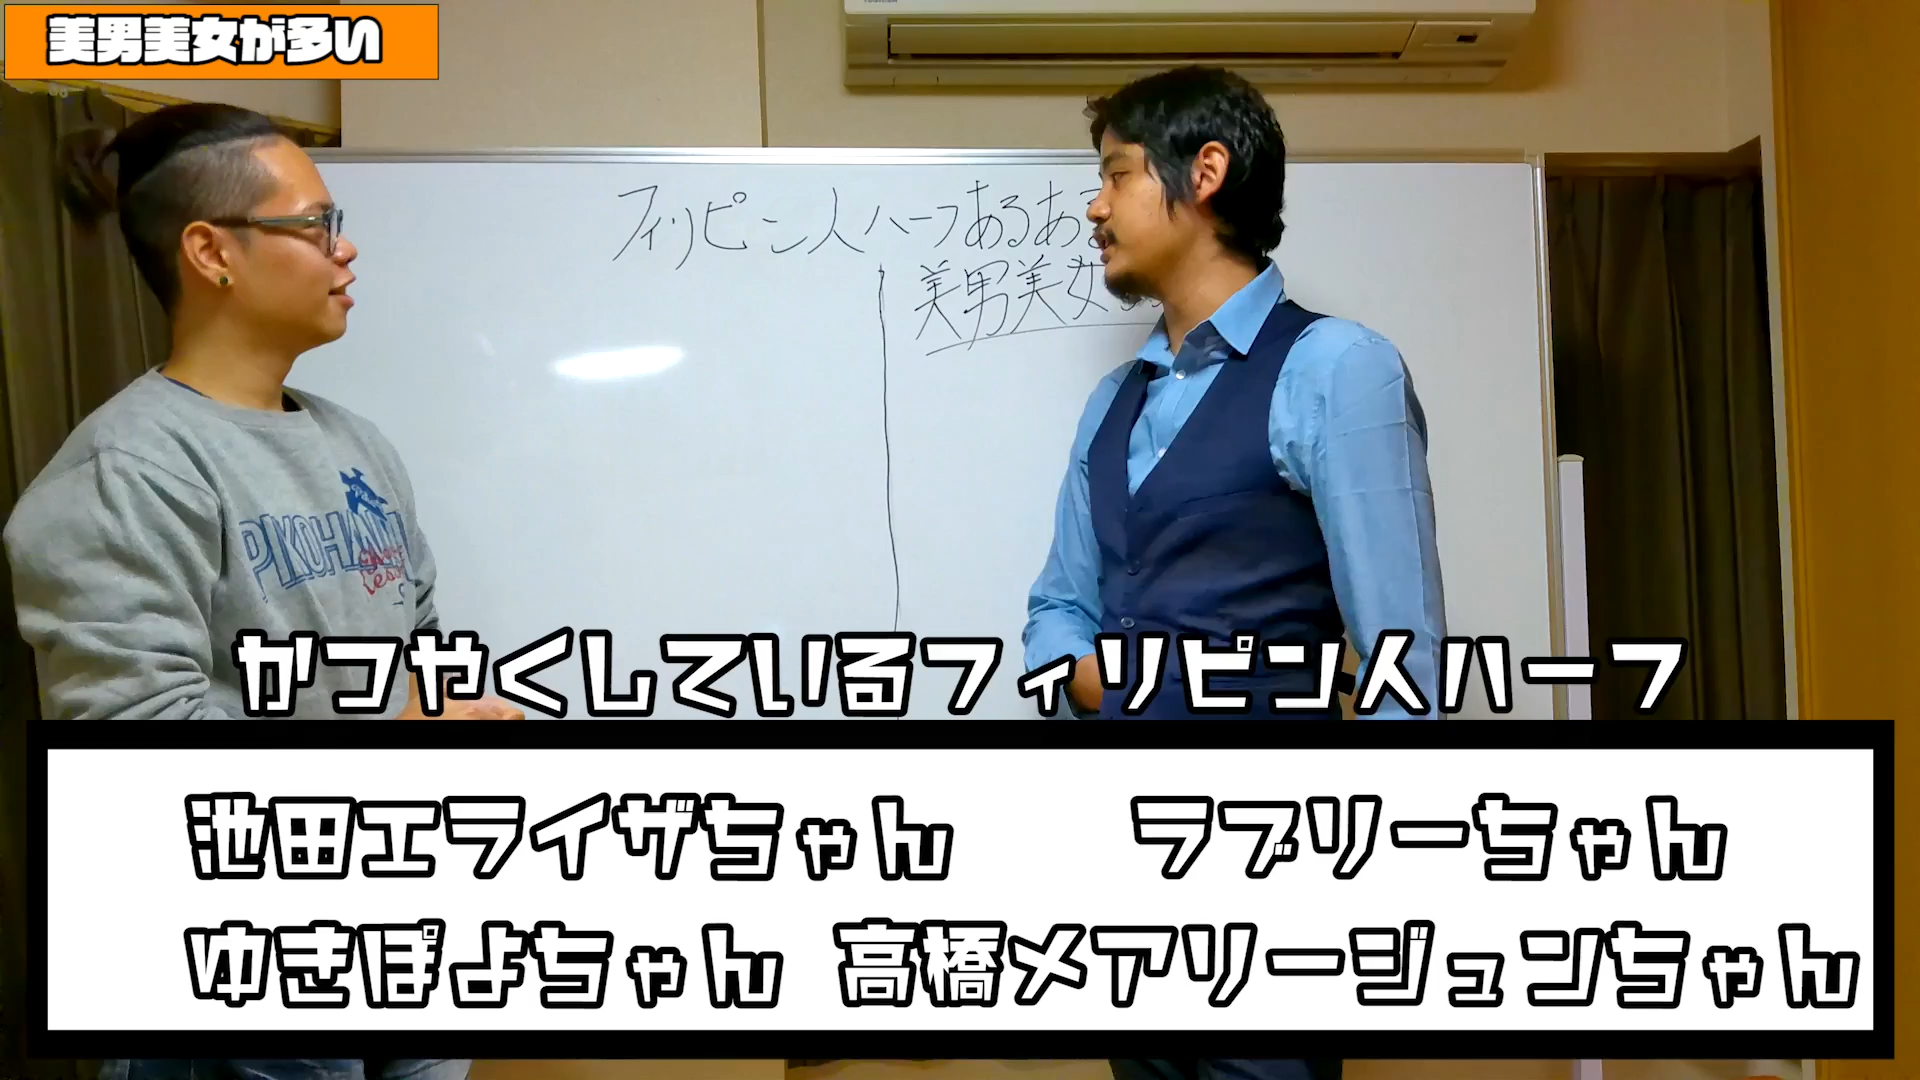 美男美女が多い
フィリピン人ハーフあるある
美男美女
PIKOHAN
かつやくしているフィリピン人ハーフ
池田エライザちゃん ラブリーちゃん
ゆきぽよちゃん 高橋メアリージュンちゃん